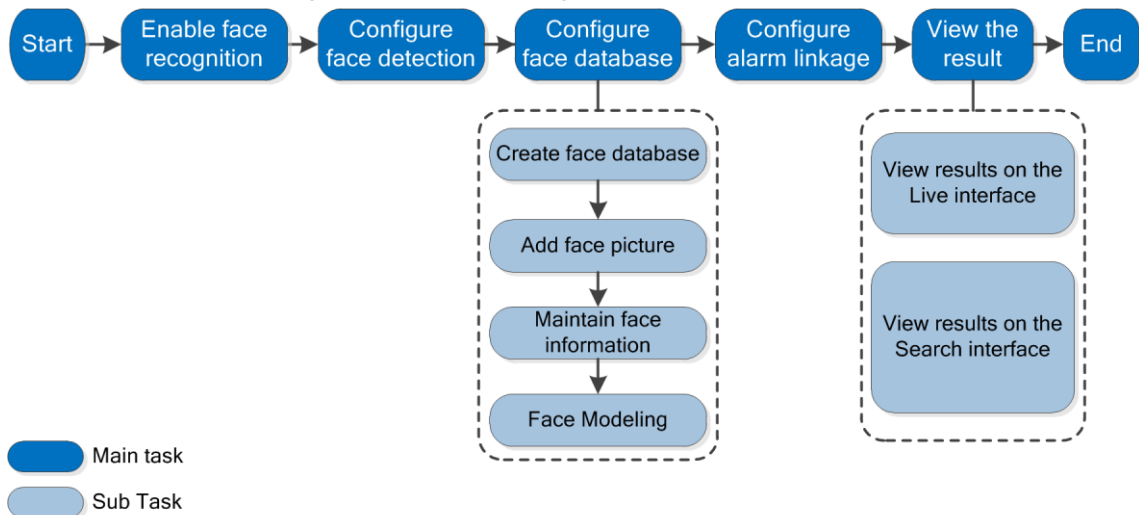 Start
Enable face
recognition
Configure
face detection
Configure
face database
Configure
alarm linkage
View the
result
End
Create face database
Add face picture
Maintain face
information
Face Modeling
View results on the
Live interface
View results on the
Search interface
Main task
Sub Task